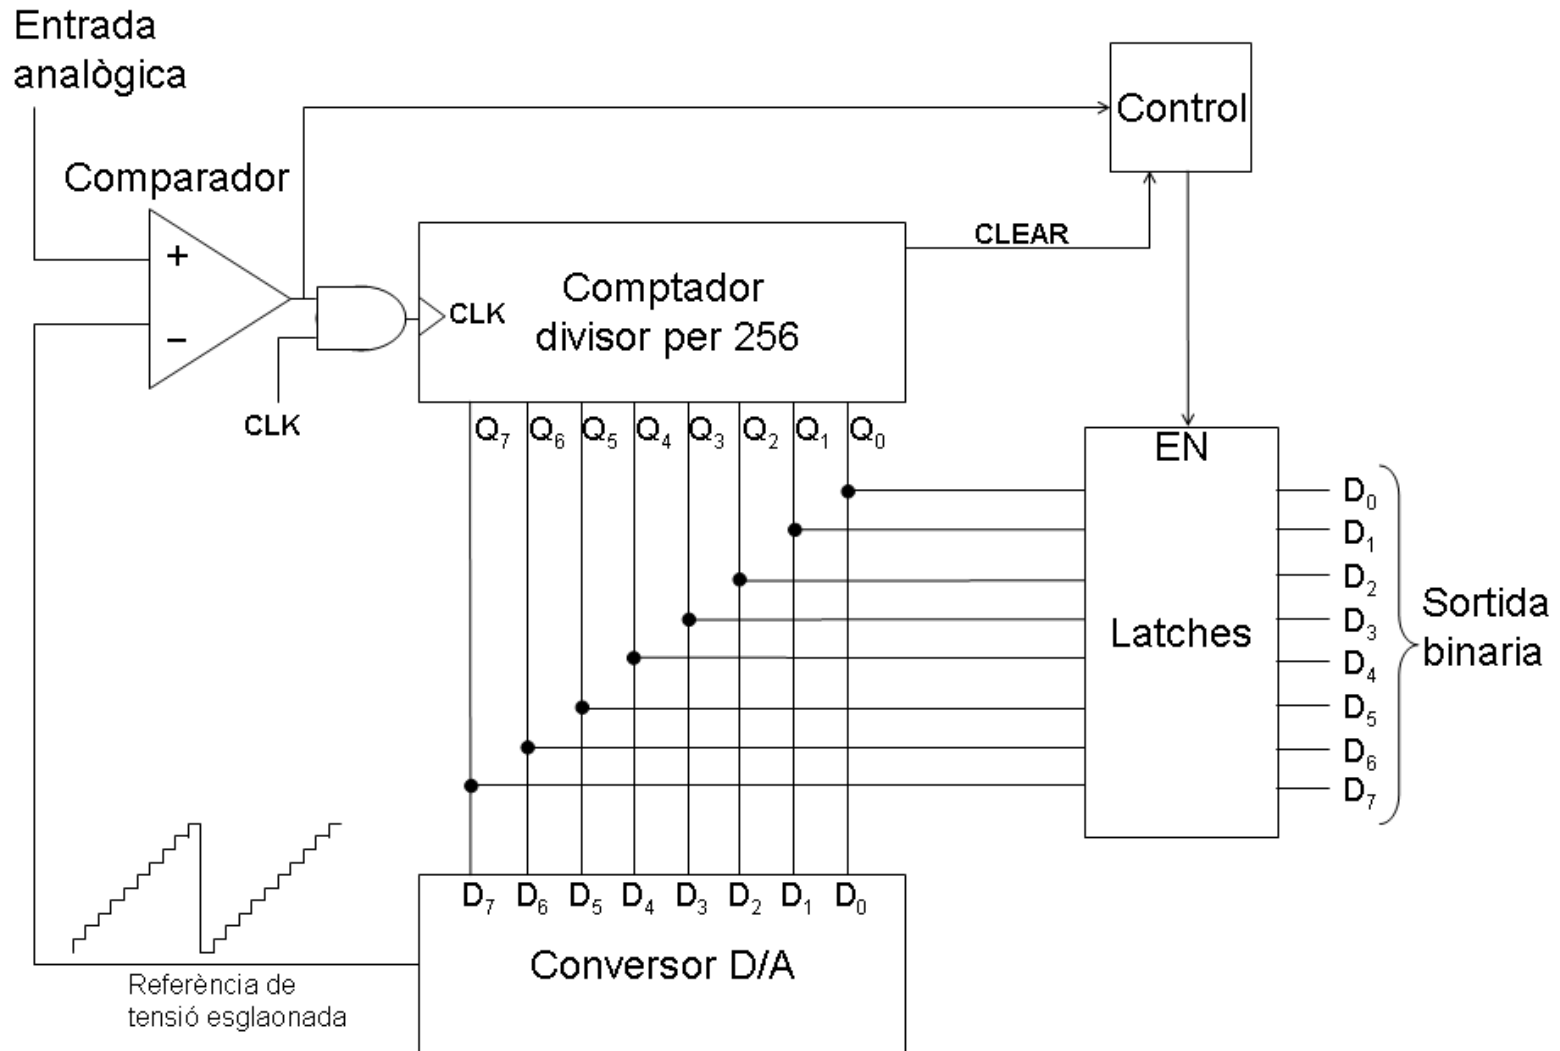 Entrada
analògica
Control
Comparador
+
−
CLEAR
Comptador
divisor per 256
CLK
CLK
Q7 Q6 Q5 Q4 Q3 Q2 Q1 Q0
EN
Latches
D0
D1
D2
D3
D4
D5
D6
D7
Sortida
binaria
D7 D6 D5 D4 D3 D2 D1 D0
Conversor D/A
Referència de
tensió esglaonada